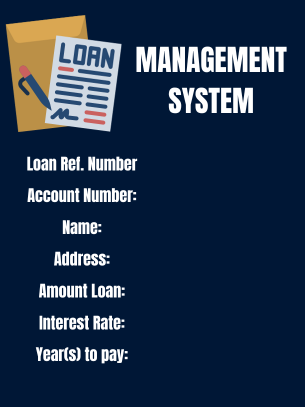 LOAN
MANAGEMENT
SYSTEM
Loan Ref. Number
Account Number:
Name:
Address:
Amount Loan:
Interest Rate:
Year(s) to pay: